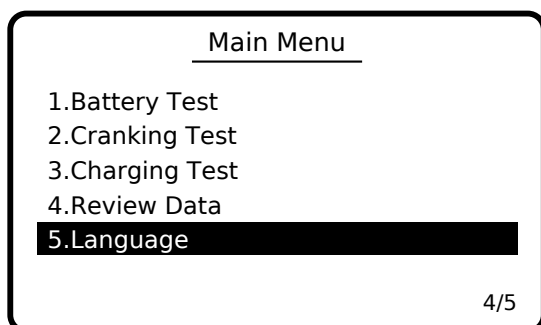 Main Menu
1.Battery Test
2.Cranking Test
3.Charging Test
4.Review Data
5.Language
4/5